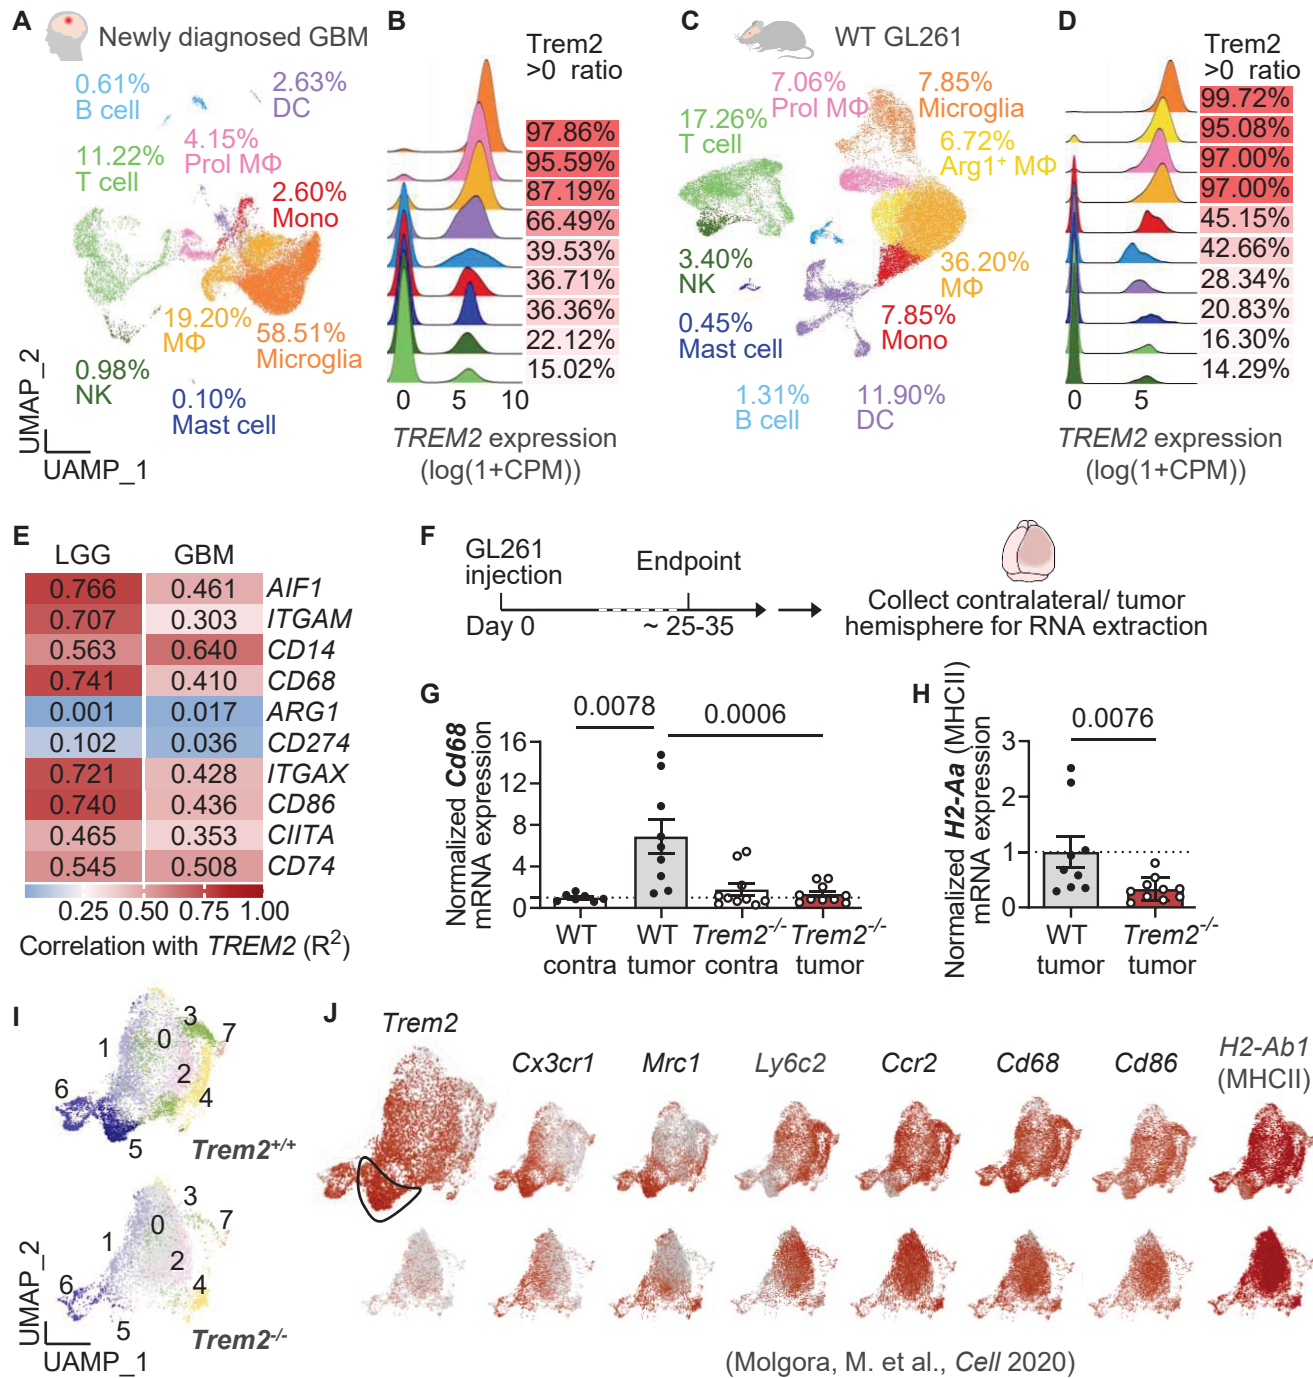 A
Newly diagnosed GBM
0.61%
B cell
2.63%
DC
4.15%
Prol MΦ
11.22%
T cell
2.60%
Mono
19.20%
MΦ
58.51%
Microglia
0.98%
NK
0.10%
Mast cell
UMAP_2
UAMP_1
B
Trem2
>0 ratio
97.86%
95.59%
87.19%
66.49%
39.53%
36.71%
36.36%
22.12%
15.02%
0 5 10
TREM2 expression
(log(1+CPM))
C
WT GL261
7.06%
Prol MΦ
7.85%
Microglia
17.26%
T cell
6.72%
Arg1+ MΦ
3.40%
NK
36.20%
MΦ
0.45%
Mast cell
7.85%
Mono
1.31%
B cell
11.90%
DC
D
Trem2
>0 ratio
99.72%
95.08%
97.00%
97.00%
45.15%
42.66%
28.34%
20.83%
16.30%
14.29%
0 5
TREM2 expression
(log(1+CPM))
E
LGG GBM
0.766 0.461 AIF1
0.707 0.303 ITGAM
0.563 0.640 CD14
0.741 0.410 CD68
0.001 0.017 ARG1
0.102 0.036 CD274
0.721 0.428 ITGAX
0.740 0.436 CD86
0.465 0.353 CIITA
0.545 0.508 CD74
0.25 0.50 0.75 1.00
Correlation with TREM2 (R2)
F
GL261
injection
Endpoint
Day 0
~ 25-35
Collect contralateral/ tumor
hemisphere for RNA extraction
G
0.0078
0.0006
Normalized Cd68
mRNA expression
16
12
8
4
0
WT
contra
WT
tumor
Trem2-/-
contra
Trem2-/-
tumor
H
0.0076
Normalized H2-Aa (MHCII)
mRNA expression
3
2
1
0
WT
tumor
Trem2-/-
tumor
I
3
0
7
1
2
6
4
5
Trem2+/+
3
0
7
1
2
6
4
5
Trem2-/-
UMAP_2
UAMP_1
J
Trem2
Cx3cr1
Mrc1
Ly6c2
Ccr2
Cd68
Cd86
H2-Ab1
(MHCII)
(Molgora, M. et al., Cell 2020)